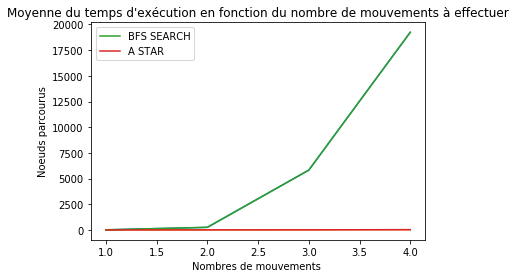 Moyenne du temps d'exécution en fonction du nombre de mouvements à effectuer
BFS SEARCH
A STAR
Noeuds parcourus
20000
17500
15000
12500
10000
7500
5000
2500
0
1.0 1.5 2.0 2.5 3.0 3.5 4.0
Nombres de mouvements